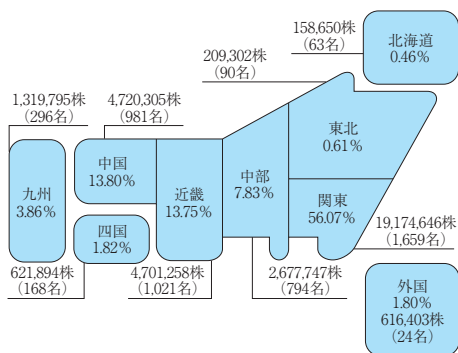 158,650株
(63名)
北海道
0.46%
209,302株
(90名)
東北
0.61%
1,319,795株
(296名)
九州
3.86%
4,720,305株
(981名)
中国
13.80%
近畿
13.75%
中部
7.83%
関東
56.07%
四国
1.82%
19,174,646株
(1,659名)
621,894株
(168名)
4,701,258株
(1,021名)
2,677,747株
(794名)
外国
1.80%
616,403株
(24名)